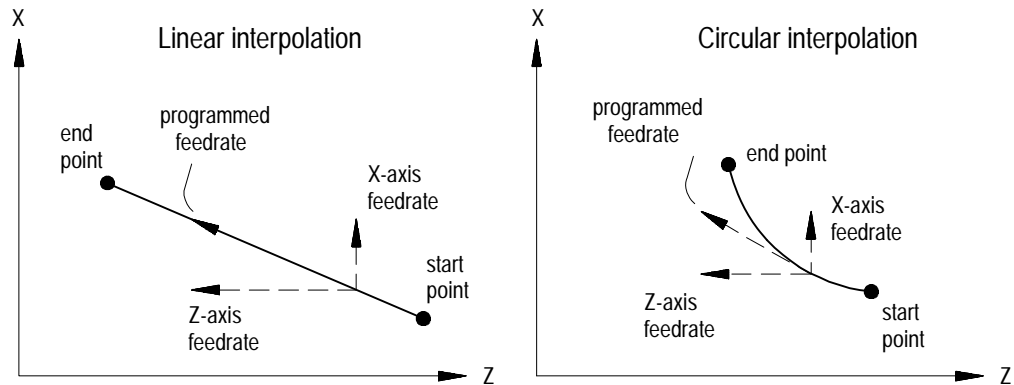 X
Linear interpolation
programmed
feedrate
end
point
X-axis
feedrate
start
point
Z-axis
feedrate
Z
X
Circular interpolation
programmed
feedrate
end point
X-axis
feedrate
Z-axis
feedrate
start
point
Z